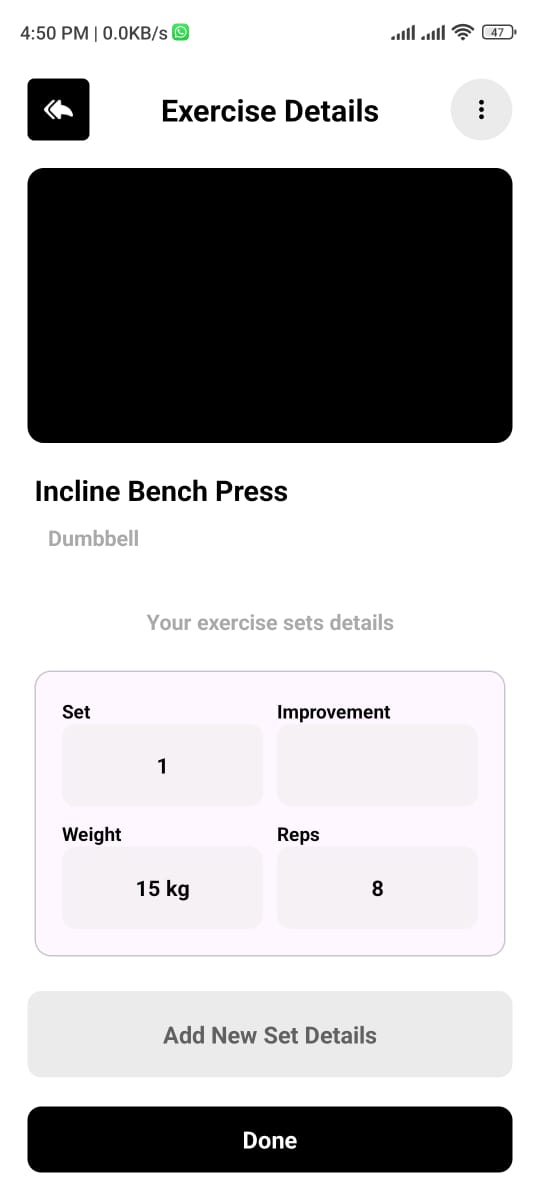 4:50 PM | 0.0KB/s 47
Exercise Details
Incline Bench Press
Dumbbell
Your exercise sets details
Set Improvement
1
Weight Reps
15 kg 8
Add New Set Details
Done